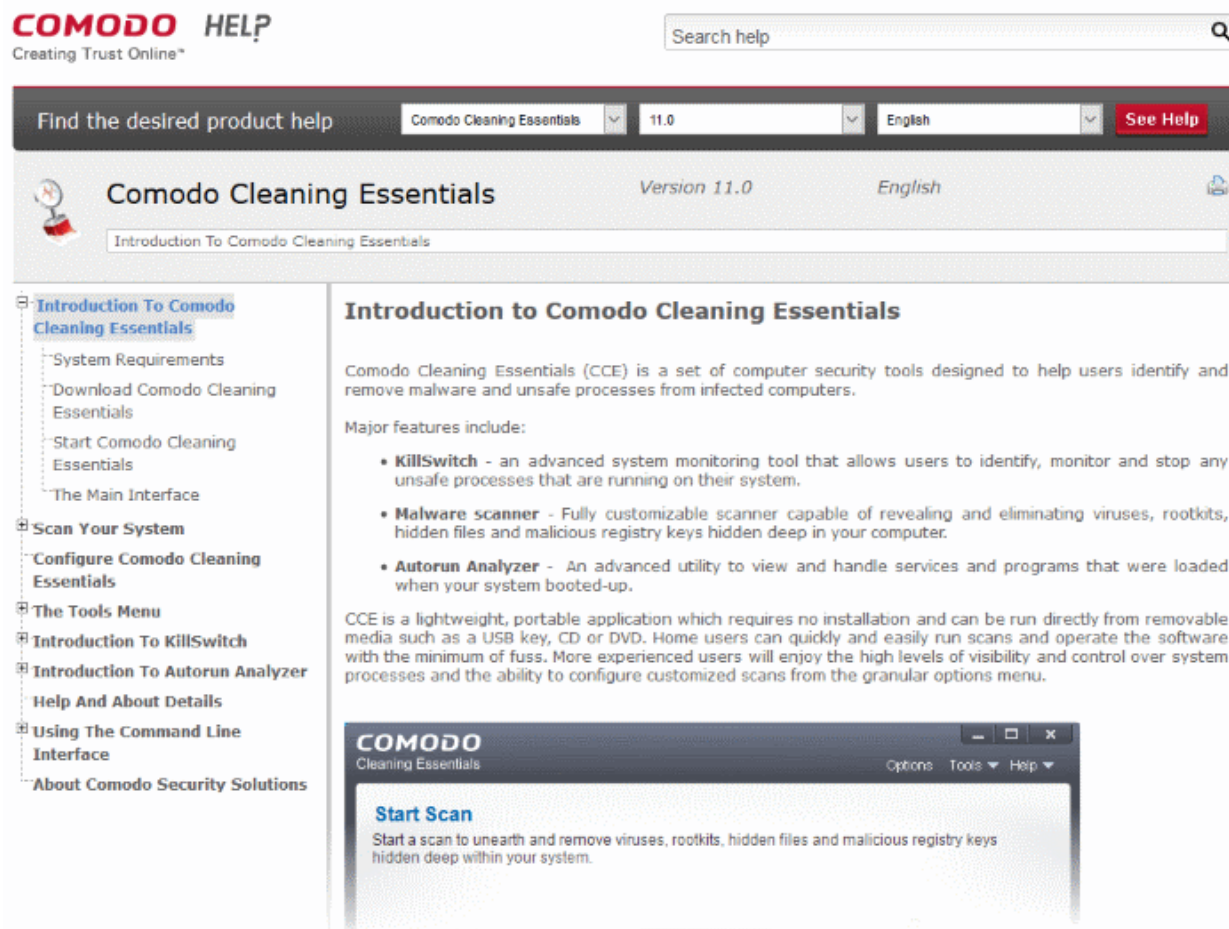 COMODO HELP
Creating Trust Online™
Search help
Find the desired product help
Comodo Cleaning Essentials
11.0
English
See Help
Comodo Cleaning Essentials
Version 11.0
English
Introduction To Comodo Cleaning Essentials
Introduction To Comodo
Cleaning Essentials
System Requirements
Download Comodo Cleaning
Essentials
Start Comodo Cleaning
Essentials
The Main Interface
Scan Your System
Configure Comodo Cleaning
Essentials
The Tools Menu
Introduction To KillSwitch
Introduction To Autorun Analyzer
Help And About Details
Using The Command Line
Interface
About Comodo Security Solutions
Introduction to Comodo Cleaning Essentials
Comodo Cleaning Essentials (CCE) is a set of computer security tools designed to help users identify and
remove malware and unsafe processes from infected computers.
Major features include:
• KillSwitch - an advanced system monitoring tool that allows users to identify, monitor and stop any
unsafe processes that are running on their system.
• Malware scanner - Fully customizable scanner capable of revealing and eliminating viruses, rootkits,
hidden files and malicious registry keys hidden deep in your computer.
• Autorun Analyzer - An advanced utility to view and handle services and programs that were loaded
when your system booted-up.
CCE is a lightweight, portable application which requires no installation and can be run directly from removable
media such as a USB key, CD or DVD. Home users can quickly and easily run scans and operate the software
with the minimum of fuss. More experienced users will enjoy the high levels of visibility and control over system
processes and the ability to configure customized scans from the granular options menu.
COMODO
Cleaning Essentials
Options Tools Help
Start Scan
Start a scan to unearth and remove viruses, rootkits, hidden files and malicious registry keys
hidden deep within your system.